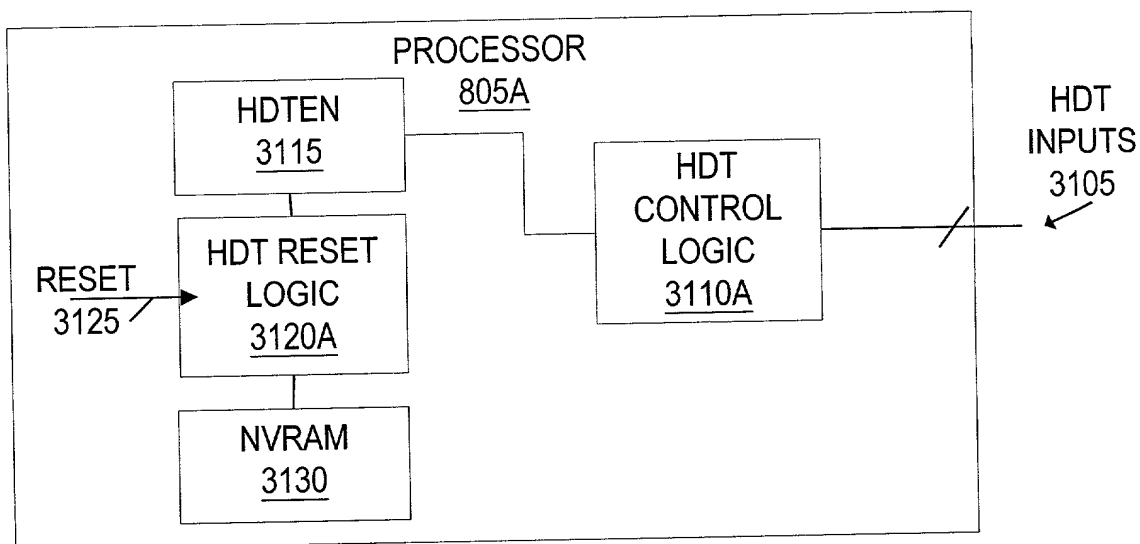 PROCESSOR
805A
HDTEN
3115
HDT
INPUTS
3105
HDT
CONTROL
LOGIC
3110A
HDT RESET
LOGIC
3120A
RESET
3125
NVRAM
3130